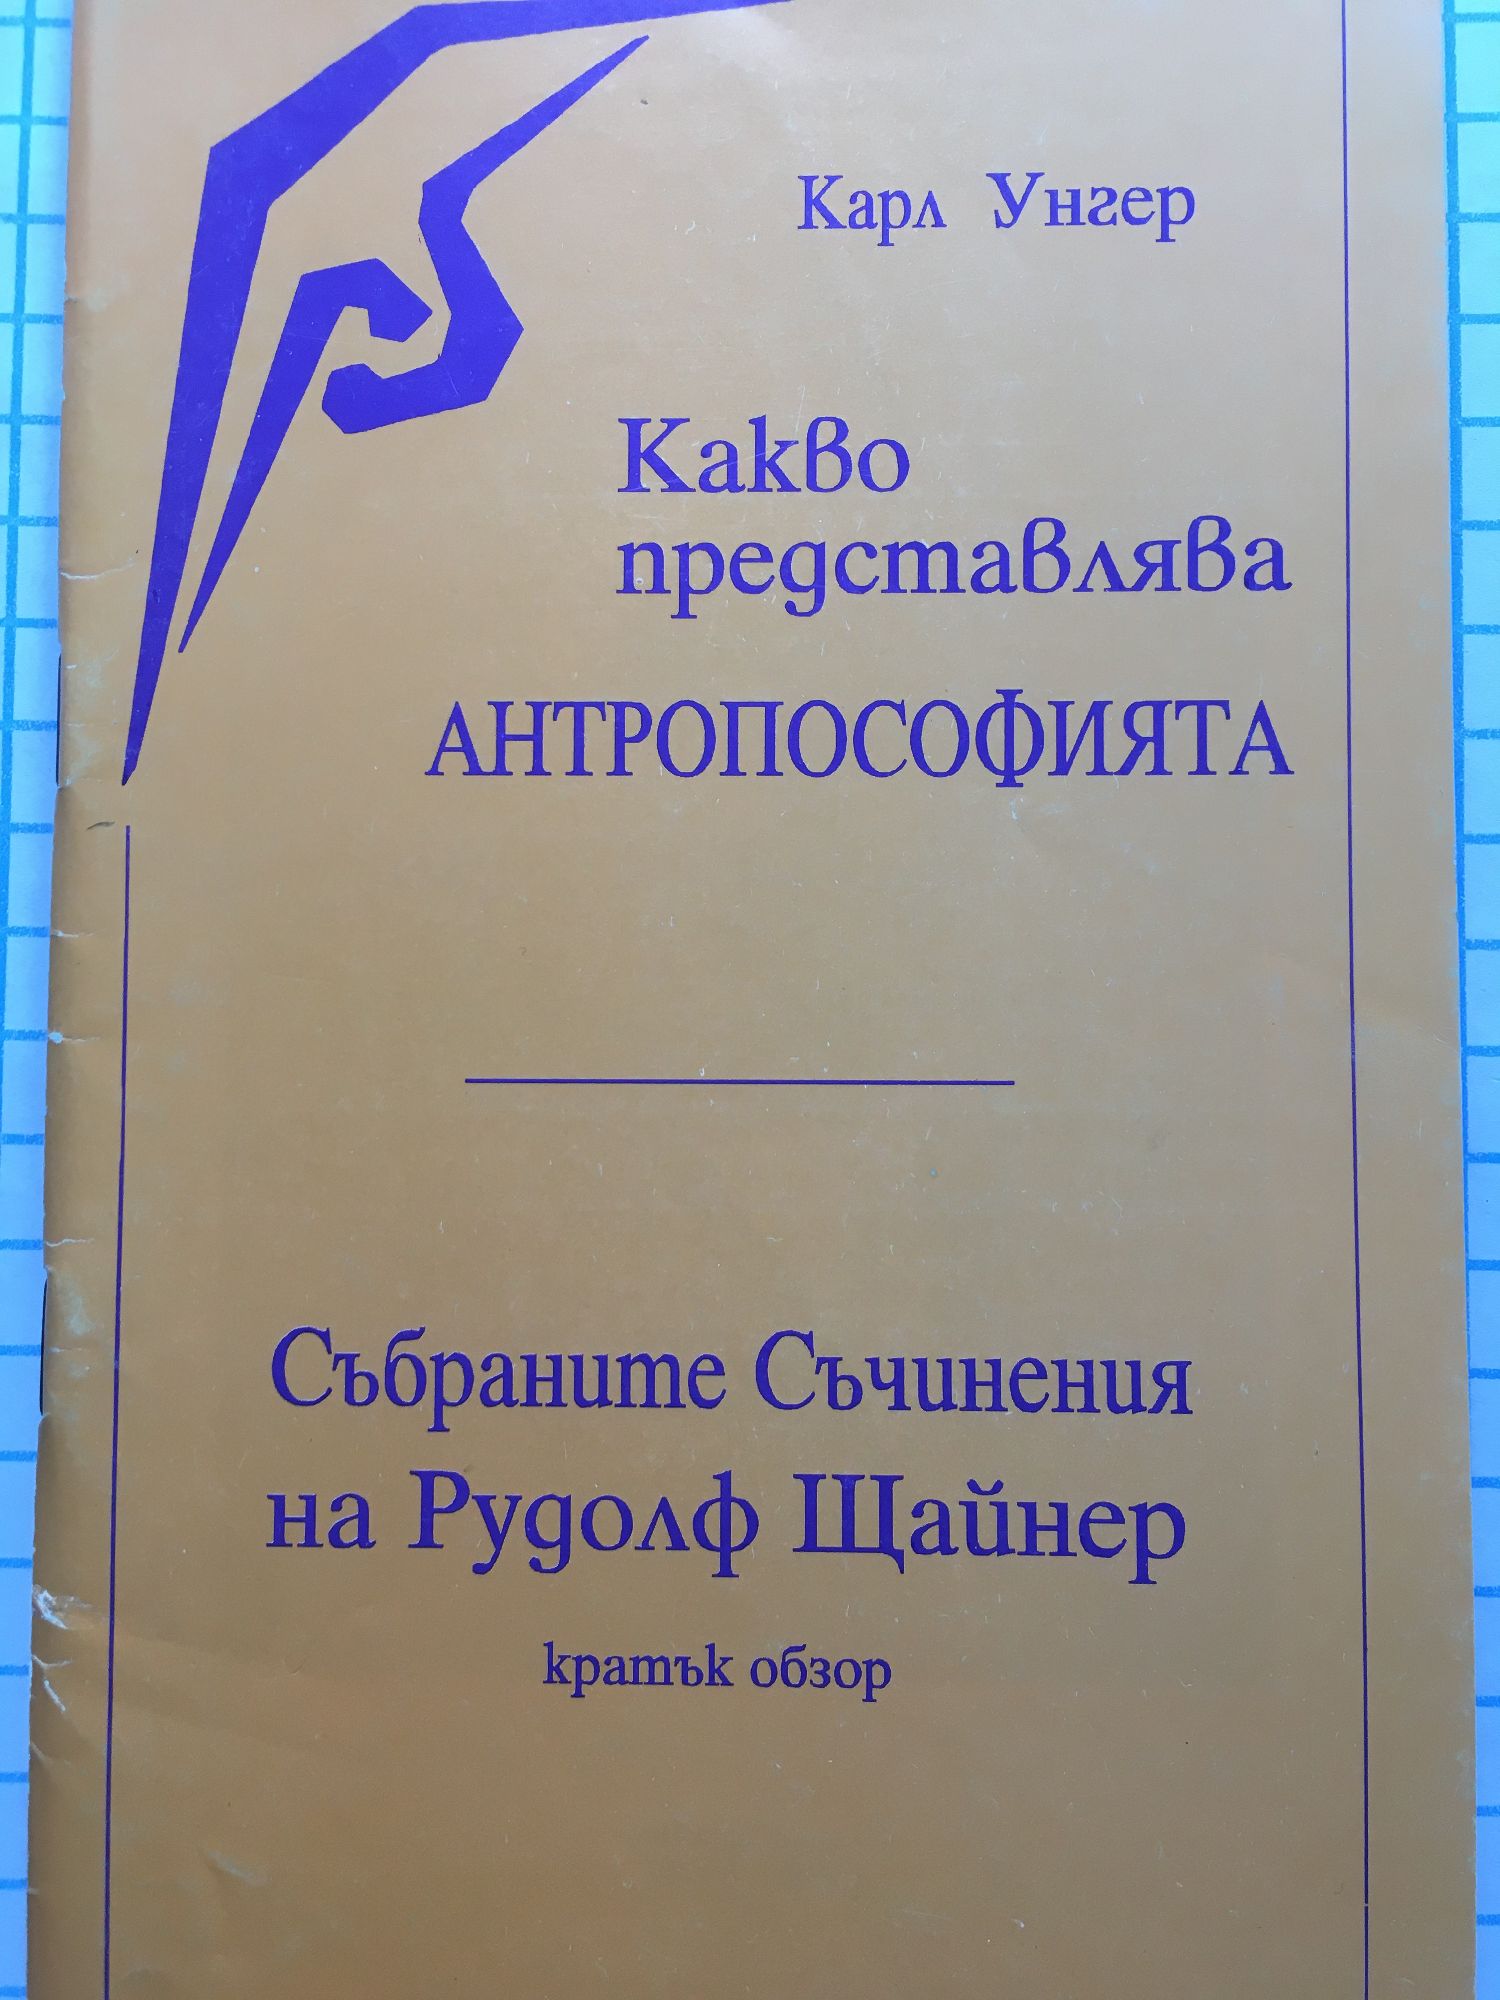 Карл Унгер
Какво
представлява
АНТРОПОСОФИЯТА
Събраните Съчинения
на Рудолф Щайнер
кратък обзор